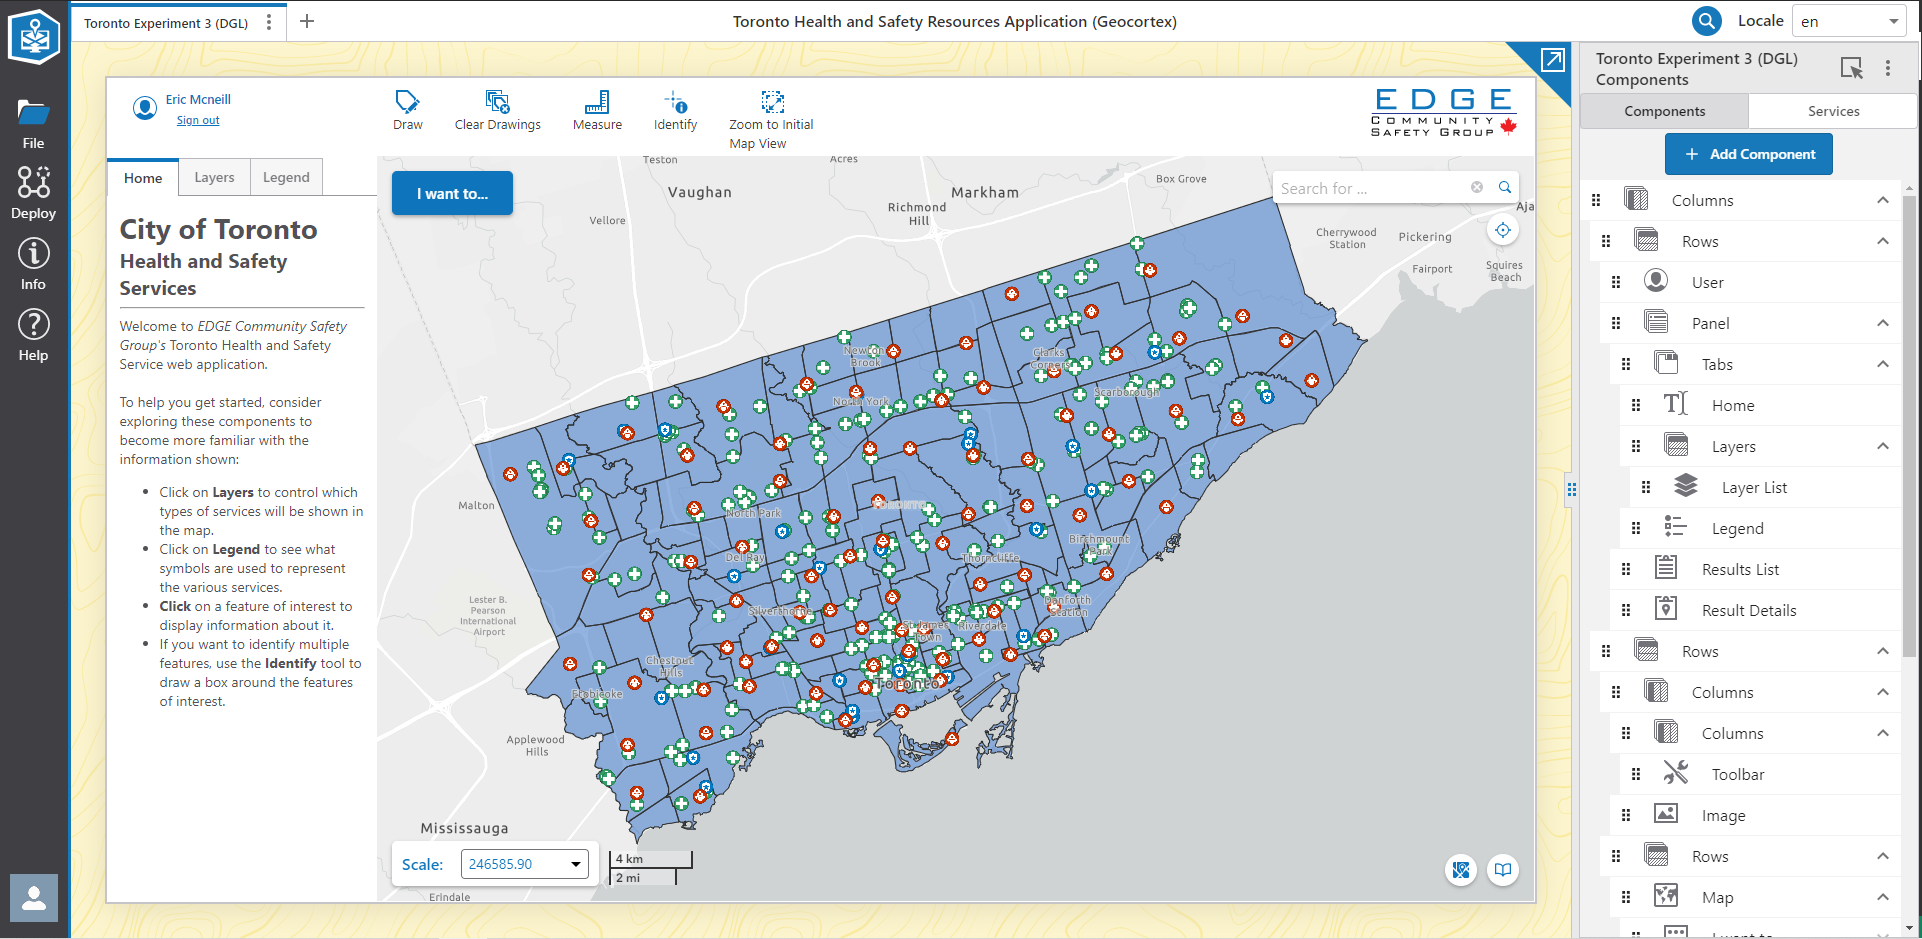 Toronto Experiment 3 (DGL)
Toronto Health and Safety Resources Application (Geocortex)
Locale
en
File
Deploy
Info
Help
Eric Mcneill
Sign out
Draw
Clear Drawings
Measure
Identify
Zoom to Initial
Map View
EDGE
COMMUNITY
SAFETY GROUP
Home
Layers
Legend
City of Toronto
Health and Safety
Services
Welcome to EDGE Community Safety
Group's Toronto Health and Safety
Service web application.
To help you get started, consider
exploring these components to
become more familiar with the
information shown:
• Click on Layers to control which
types of services will be shown in
the map.
• Click on Legend to see what
symbols are used to represent
the various services.
• Click on a feature of interest to
display information about it.
• If you want to identify multiple
features, use the Identify tool to
draw a box around the features
of interest.
I want to...
Search for ...
Teston
Acres
Vaughan
Markham
Box Grove
Richmond
Hill
Vellore
Aja
Cherrywood
Station
Pickering
Fairport
Squires
Beach
Newton
Brook
Clarks
Corners
North York
Scarborough
Malton
North Park
Del Ray
Thorncliffe
Birchmount
Park
Lester B.
Pearson
International
Airport
Silverthorn
Danforth
Station
St James
Town
Riverdale
Chestnut
Hills
Etobicoke
Toronto
Applewood
Hills
Mississauga
Erindale
Scale:
246585.90
4 km
2 mi
Toronto Experiment 3 (DGL)
Components
Components
Services
+ Add Component
Columns
Rows
User
Panel
Tabs
Home
Layers
Layer List
Legend
Results List
Result Details
Rows
Columns
Columns
Toolbar
Image
Rows
Map
I want to